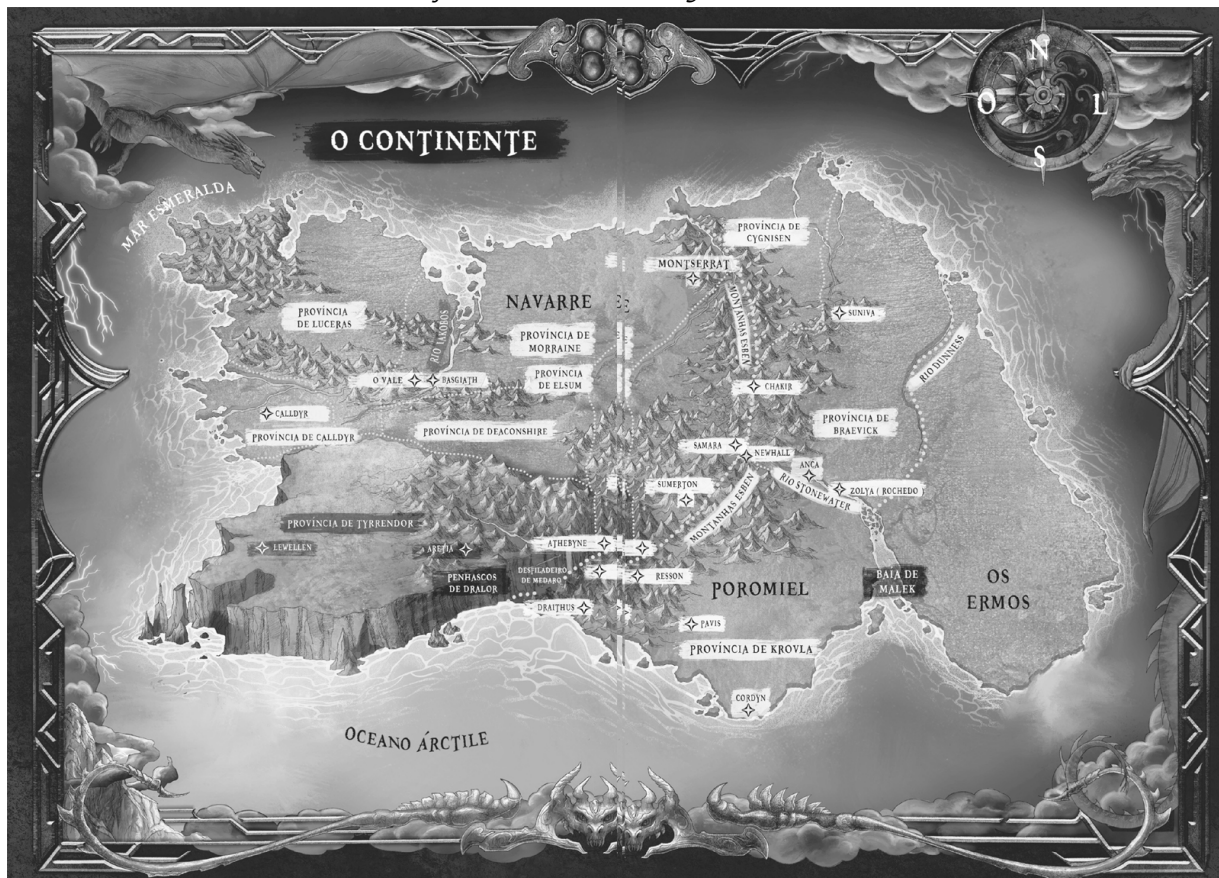 N
O
L
S
O CONTINENTE
MAR ESMERALDA
PROVÍNCIA DE
CYGNISEN
MONTSERRAT
NAVARRE
MONTANHAS ESBEN
SUNIVA
PROVÍNCIA
DE LUCERAS
RIO IAKOBOS
PROVÍNCIA DE
MORRAINE
RIO DUNNESS
PROVÍNCIA
DE ELSUM
O VALE
BASGIATH
CHAKIR
CALLDYR
PROVÍNCIA DE
BRAEVICK
PROVÍNCIA DE CALLDYR
PROVÍNCIA DE DEACONSHIRE
SAMARA
NEWHALL
ANCA
SUMERTON
RIO STONEWATER
ZOLYA ( ROCHEDO )
MONTANHAS ESBEN
PROVÍNCIA DE TYRRENDOR
LEWELLEN
ARETIA
ATHEBYNE
DESFILADEIRO
DE MEDARO
RESSON
PENHASCOS
DE DRALOR
POROMIEL
BAIA DE
MALEK
OS
ERMOS
DRAITHUS
PAVIS
PROVÍNCIA DE KROVLA
CORDYN
OCEANO ÁRCTILE